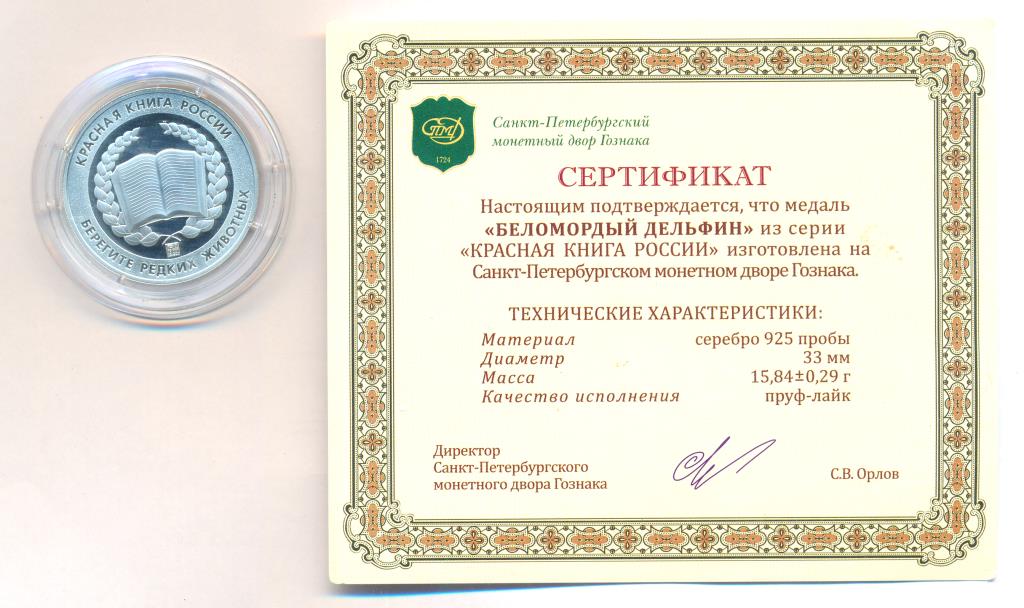 КРАСНАЯ КНИГА РОССИИ
БЕРЕГИТЕ РЕДКИХ ЖИВОТНЫХ
СПМД
1724
Санкт-Петербургский
монетный двор Гознака
СЕРТИФИКАТ
Настоящим подтверждается, что медаль
«БЕЛОМОРДЫЙ ДЕЛЬФИН» из серии
«КРАСНАЯ КНИГА РОССИИ» изготовлена на
Санкт-Петербургском монетном дворе Гознака.
ТЕХНИЧЕСКИЕ ХАРАКТЕРИСТИКИ:
Материал серебро 925 пробы
Диаметр 33 мм
Масса 15,84±0,29 г
Качество исполнения пруф-лайк
Директор
Санкт-Петербургского
монетного двора Гознака
С.В. Орлов